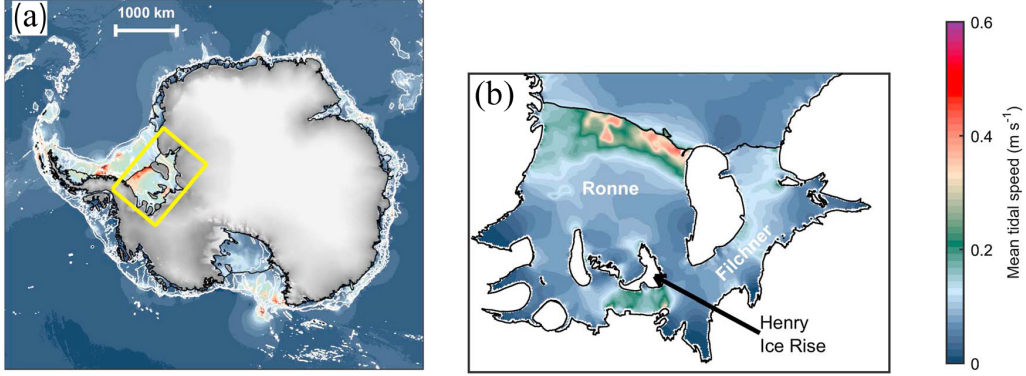 (a)
1000 km
(b)
Ronne
Filchner
Henry
Ice Rise
0.6
0.4
0.2
0
Mean tidal speed (m s⁻¹)